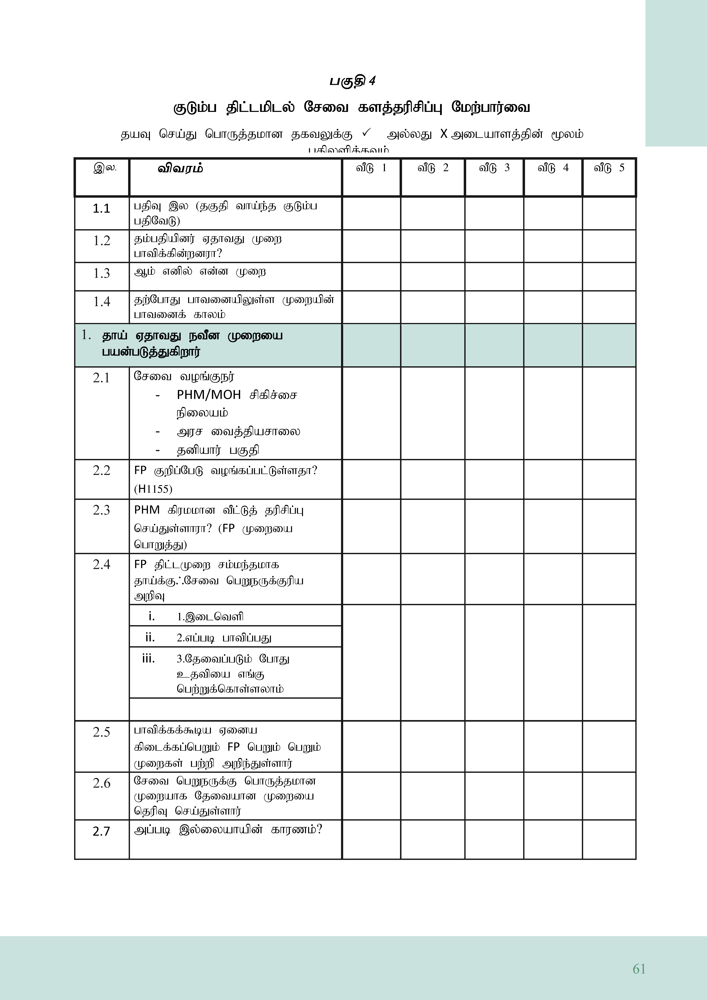 பகுதி 4
குடும்ப திட்டமிடல் சேவை களத்தரிசிப்பு மேற்பார்வை
தயவு செய்து பொருத்தமான தகவலுக்கு ✓ அல்லது X அடையாளத்தின் மூலம்
பதிலளிக்கவும்
இல. விவரம் வீடு 1 வீடு 2 வீடு 3 வீடு 4 வீடு 5
1.1 பதிவு இல (தகுதி வாய்ந்த குடும்ப
பதிவேடு)
1.2 தம்பதியினர் ஏதாவது முறை
பாவிக்கின்றனரா?
1.3 ஆம் எனில் என்ன முறை
1.4 தற்போது பாவனையிலுள்ள முறையின்
பாவனைக் காலம்
1. தாய் ஏதாவது நவீன முறையை
பயன்படுத்துகிறார்
2.1 சேவை வழங்குநர்
- PHM/MOH சிகிச்சை
நிலையம்
- அரச வைத்தியசாலை
- தனியார் பகுதி
2.2 FP குறிப்பேடு வழங்கப்பட்டுள்ளதா?
(H1155)
2.3 PHM கிரமமான வீட்டுத் தரிசிப்பு
செய்துள்ளாரா? (FP முறையை
பொறுத்து)
2.4 FP திட்டமுறை சம்மந்தமாக
தாய்க்குஃசேவை பெறுநருக்குரிய
அறிவு
i. 1.இடைவெளி
ii. 2.எப்படி பாவிப்பது
iii. 3.தேவைப்படும் போது
உதவியை எங்கு
பெற்றுக்கொள்ளலாம்
2.5 பாவிக்கக்கூடிய ஏனைய
கிடைக்கப்பெறும் FP பெறும் பெறும்
முறைகள் பற்றி அறிந்துள்ளார்
2.6 சேவை பெறுநருக்கு பொருத்தமான
முறையாக தேவையான முறையை
தெரிவு செய்துள்ளார்
2.7 அப்படி இல்லையாயின் காரணம்?
61